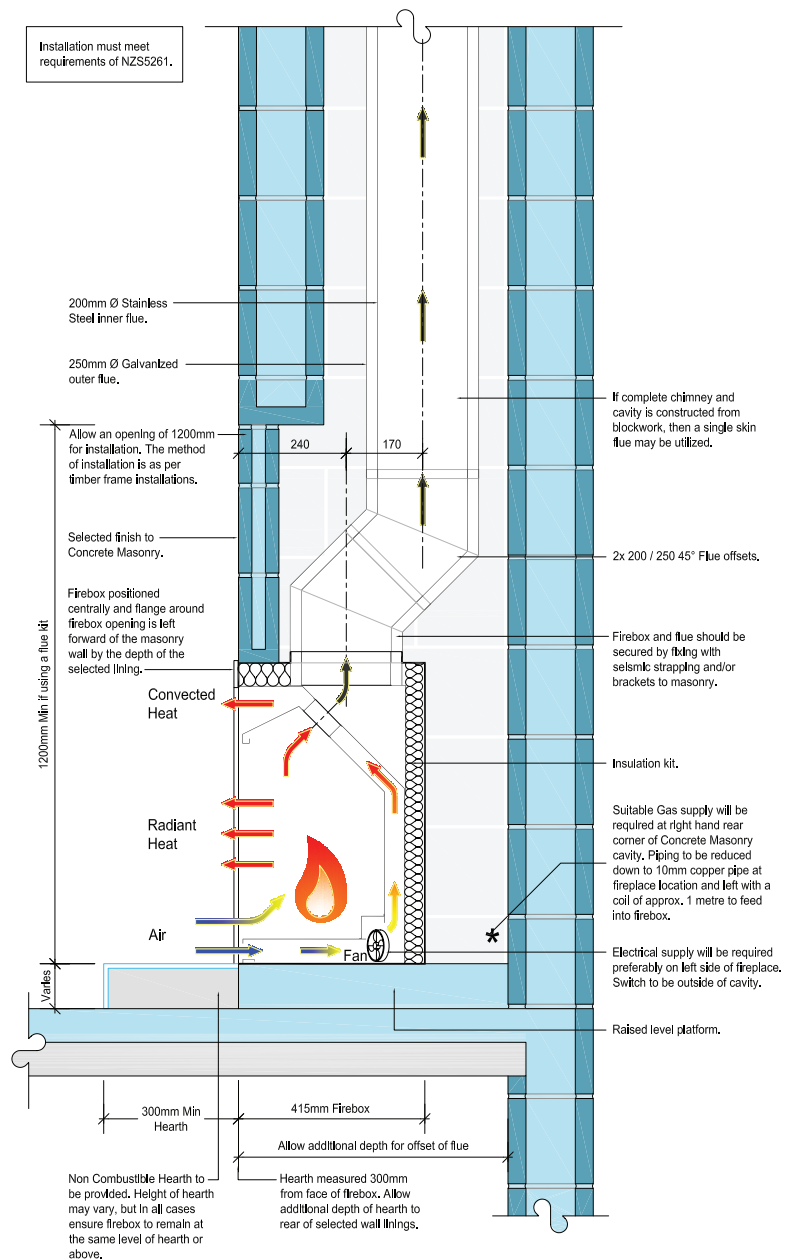 Installation must meet
requirements of NZS5261.
200mm Ø Stainless
Steel inner flue.
250mm Ø Galvanized
outer flue.
If complete chimney and
cavity is constructed from
blockwork, then a single skin
flue may be utilized.
Allow an opening of 1200mm
for installation. The method
of installation is as per
timber frame installations.
240
170
Selected finish to
Concrete Masonry.
2x 200 / 250 45° Flue offsets.
Firebox positioned
centrally and flange around
firebox opening is left
forward of the masonry
wall by the depth of the
selected lining.
Firebox and flue should be
secured by fixing with
seismic strapping and/or
brackets to masonry.
1200mm Min if using a flue kit
Convected
Heat
Insulation kit.
Radiant
Heat
Suitable Gas supply will be
required at right hand rear
corner of Concrete Masonry
cavity. Piping to be reduced
down to 10mm copper pipe at
fireplace location and left with a
coil of approx. 1 metre to feed
into firebox.
Air
*
Fan
Electrical supply will be required
preferably on left side of fireplace.
Switch to be outside of cavity.
Varies
Raised level platform.
300mm Min
Hearth
415mm Firebox
Allow additional depth for offset of flue
Non Combustible Hearth to
be provided. Height of hearth
may vary, but in all cases
ensure firebox to remain at
the same level of hearth or
above.
Hearth measured 300mm
from face of firebox. Allow
additional depth of hearth to
rear of selected wall linings.